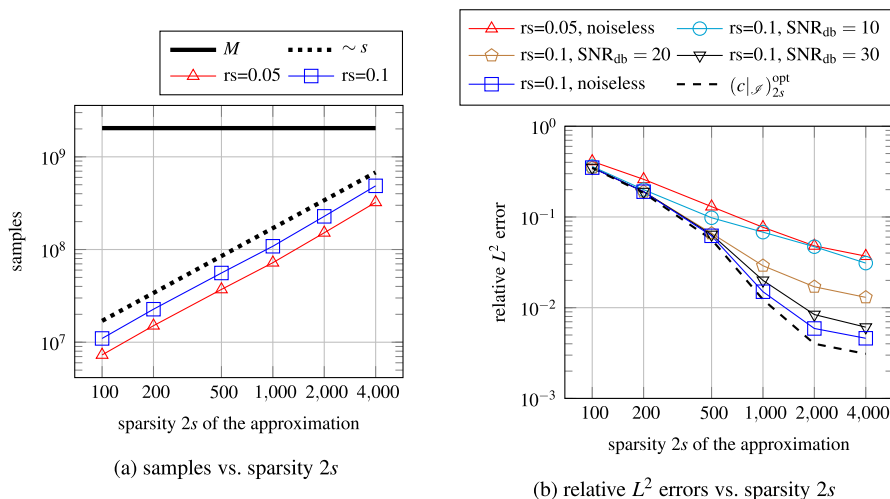 M
∼ s
rs=0.05
rs=0.1
10^9
10^8
10^7
samples
100 200 500 1,000 2,000 4,000
sparsity 2s of the approximation
(a) samples vs. sparsity 2s
rs=0.05, noiseless
rs=0.1, SNR_db = 10
rs=0.1, SNR_db = 20
rs=0.1, SNR_db = 30
rs=0.1, noiseless
(c|_ℐ)_{2s}^{opt}
10^0
10^{−1}
10^{−2}
10^{−3}
relative L^2 error
100 200 500 1,000 2,000 4,000
sparsity 2s of the approximation
(b) relative L^2 errors vs. sparsity 2s